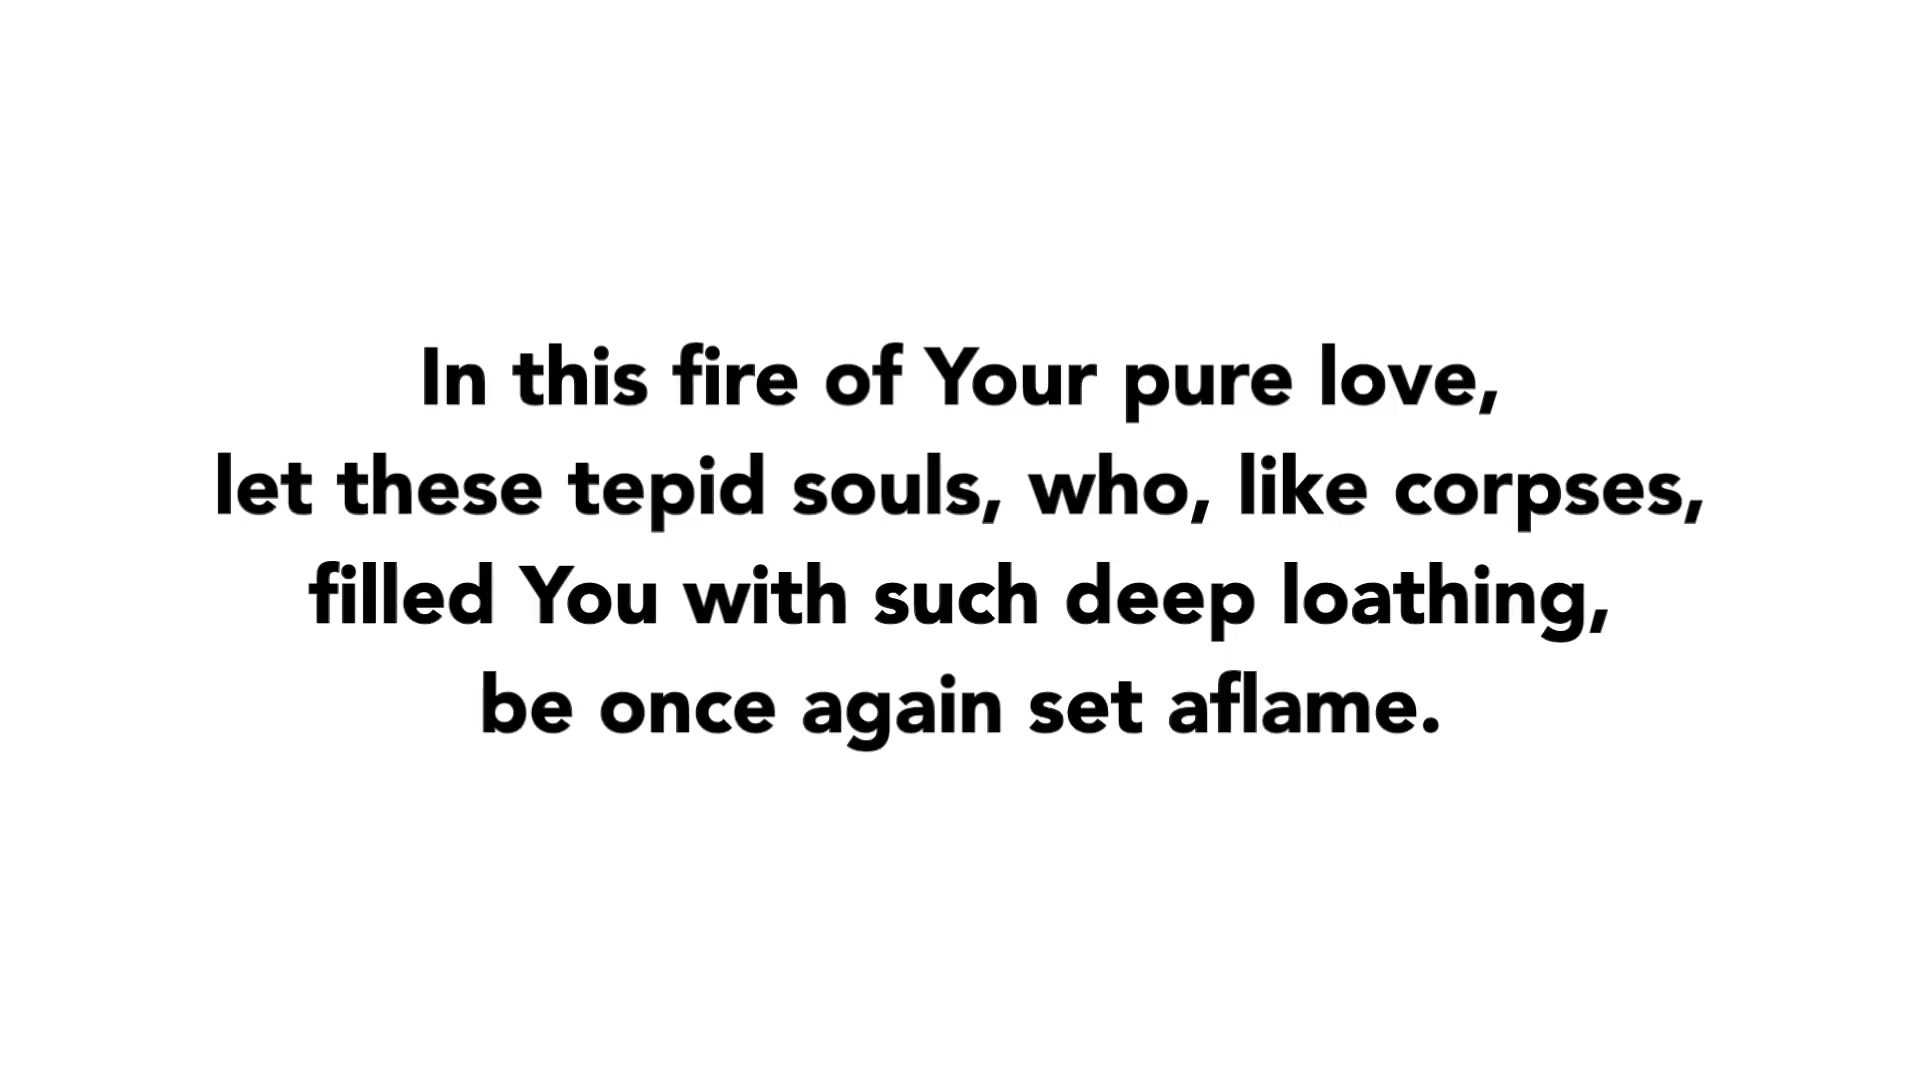 In this fire of Your pure love,
let these tepid souls, who, like corpses,
filled You with such deep loathing,
be once again set aflame.